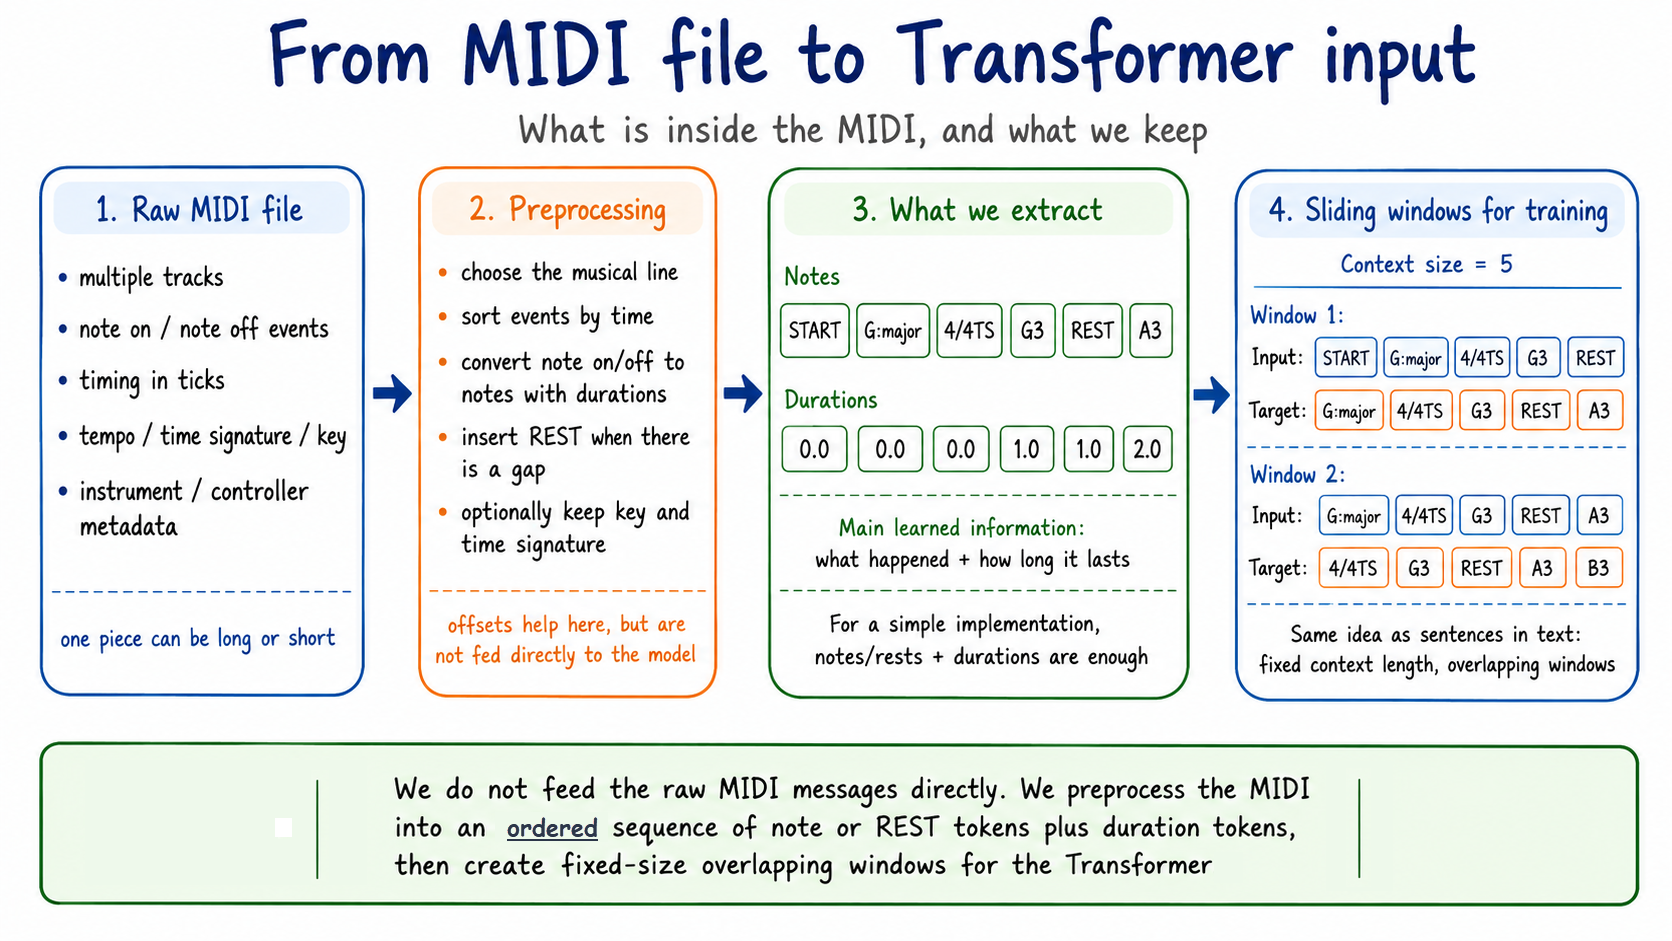 From MIDI file to Transformer input
What is inside the MIDI, and what we keep
1. Raw MIDI file
• multiple tracks
• note on / note off events
• timing in ticks
• tempo / time signature / key
• instrument / controller
metadata
one piece can be long or short
2. Preprocessing
• choose the musical line
• sort events by time
• convert note on/off to
notes with durations
• insert REST when there
is a gap
• optionally keep key and
time signature
offsets help here, but are
not fed directly to the model
3. What we extract
Notes
START G:major 4/4TS G3 REST A3
Durations
0.0 0.0 0.0 1.0 1.0 2.0
Main learned information:
what happened + how long it lasts
For a simple implementation,
notes/rests + durations are enough
4. Sliding windows for training
Context size = 5
Window 1:
Input: START G:major 4/4TS G3 REST
Target: G:major 4/4TS G3 REST A3
Window 2:
Input: G:major 4/4TS G3 REST A3
Target: 4/4TS G3 REST A3 B3
Same idea as sentences in text:
fixed context length, overlapping windows
We do not feed the raw MIDI messages directly. We preprocess the MIDI
into an ordered sequence of note or REST tokens plus duration tokens,
then create fixed-size overlapping windows for the Transformer